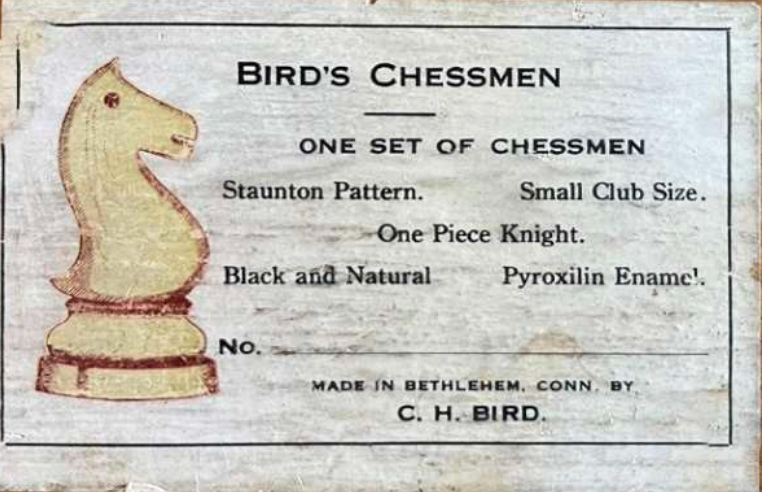 BIRD'S CHESSMEN
ONE SET OF CHESSMEN
Staunton Pattern. Small Club Size.
One Piece Knight.
Black and Natural Pyroxilin Enamel.
No.
MADE IN BETHLEHEM, CONN. BY
C. H. BIRD.